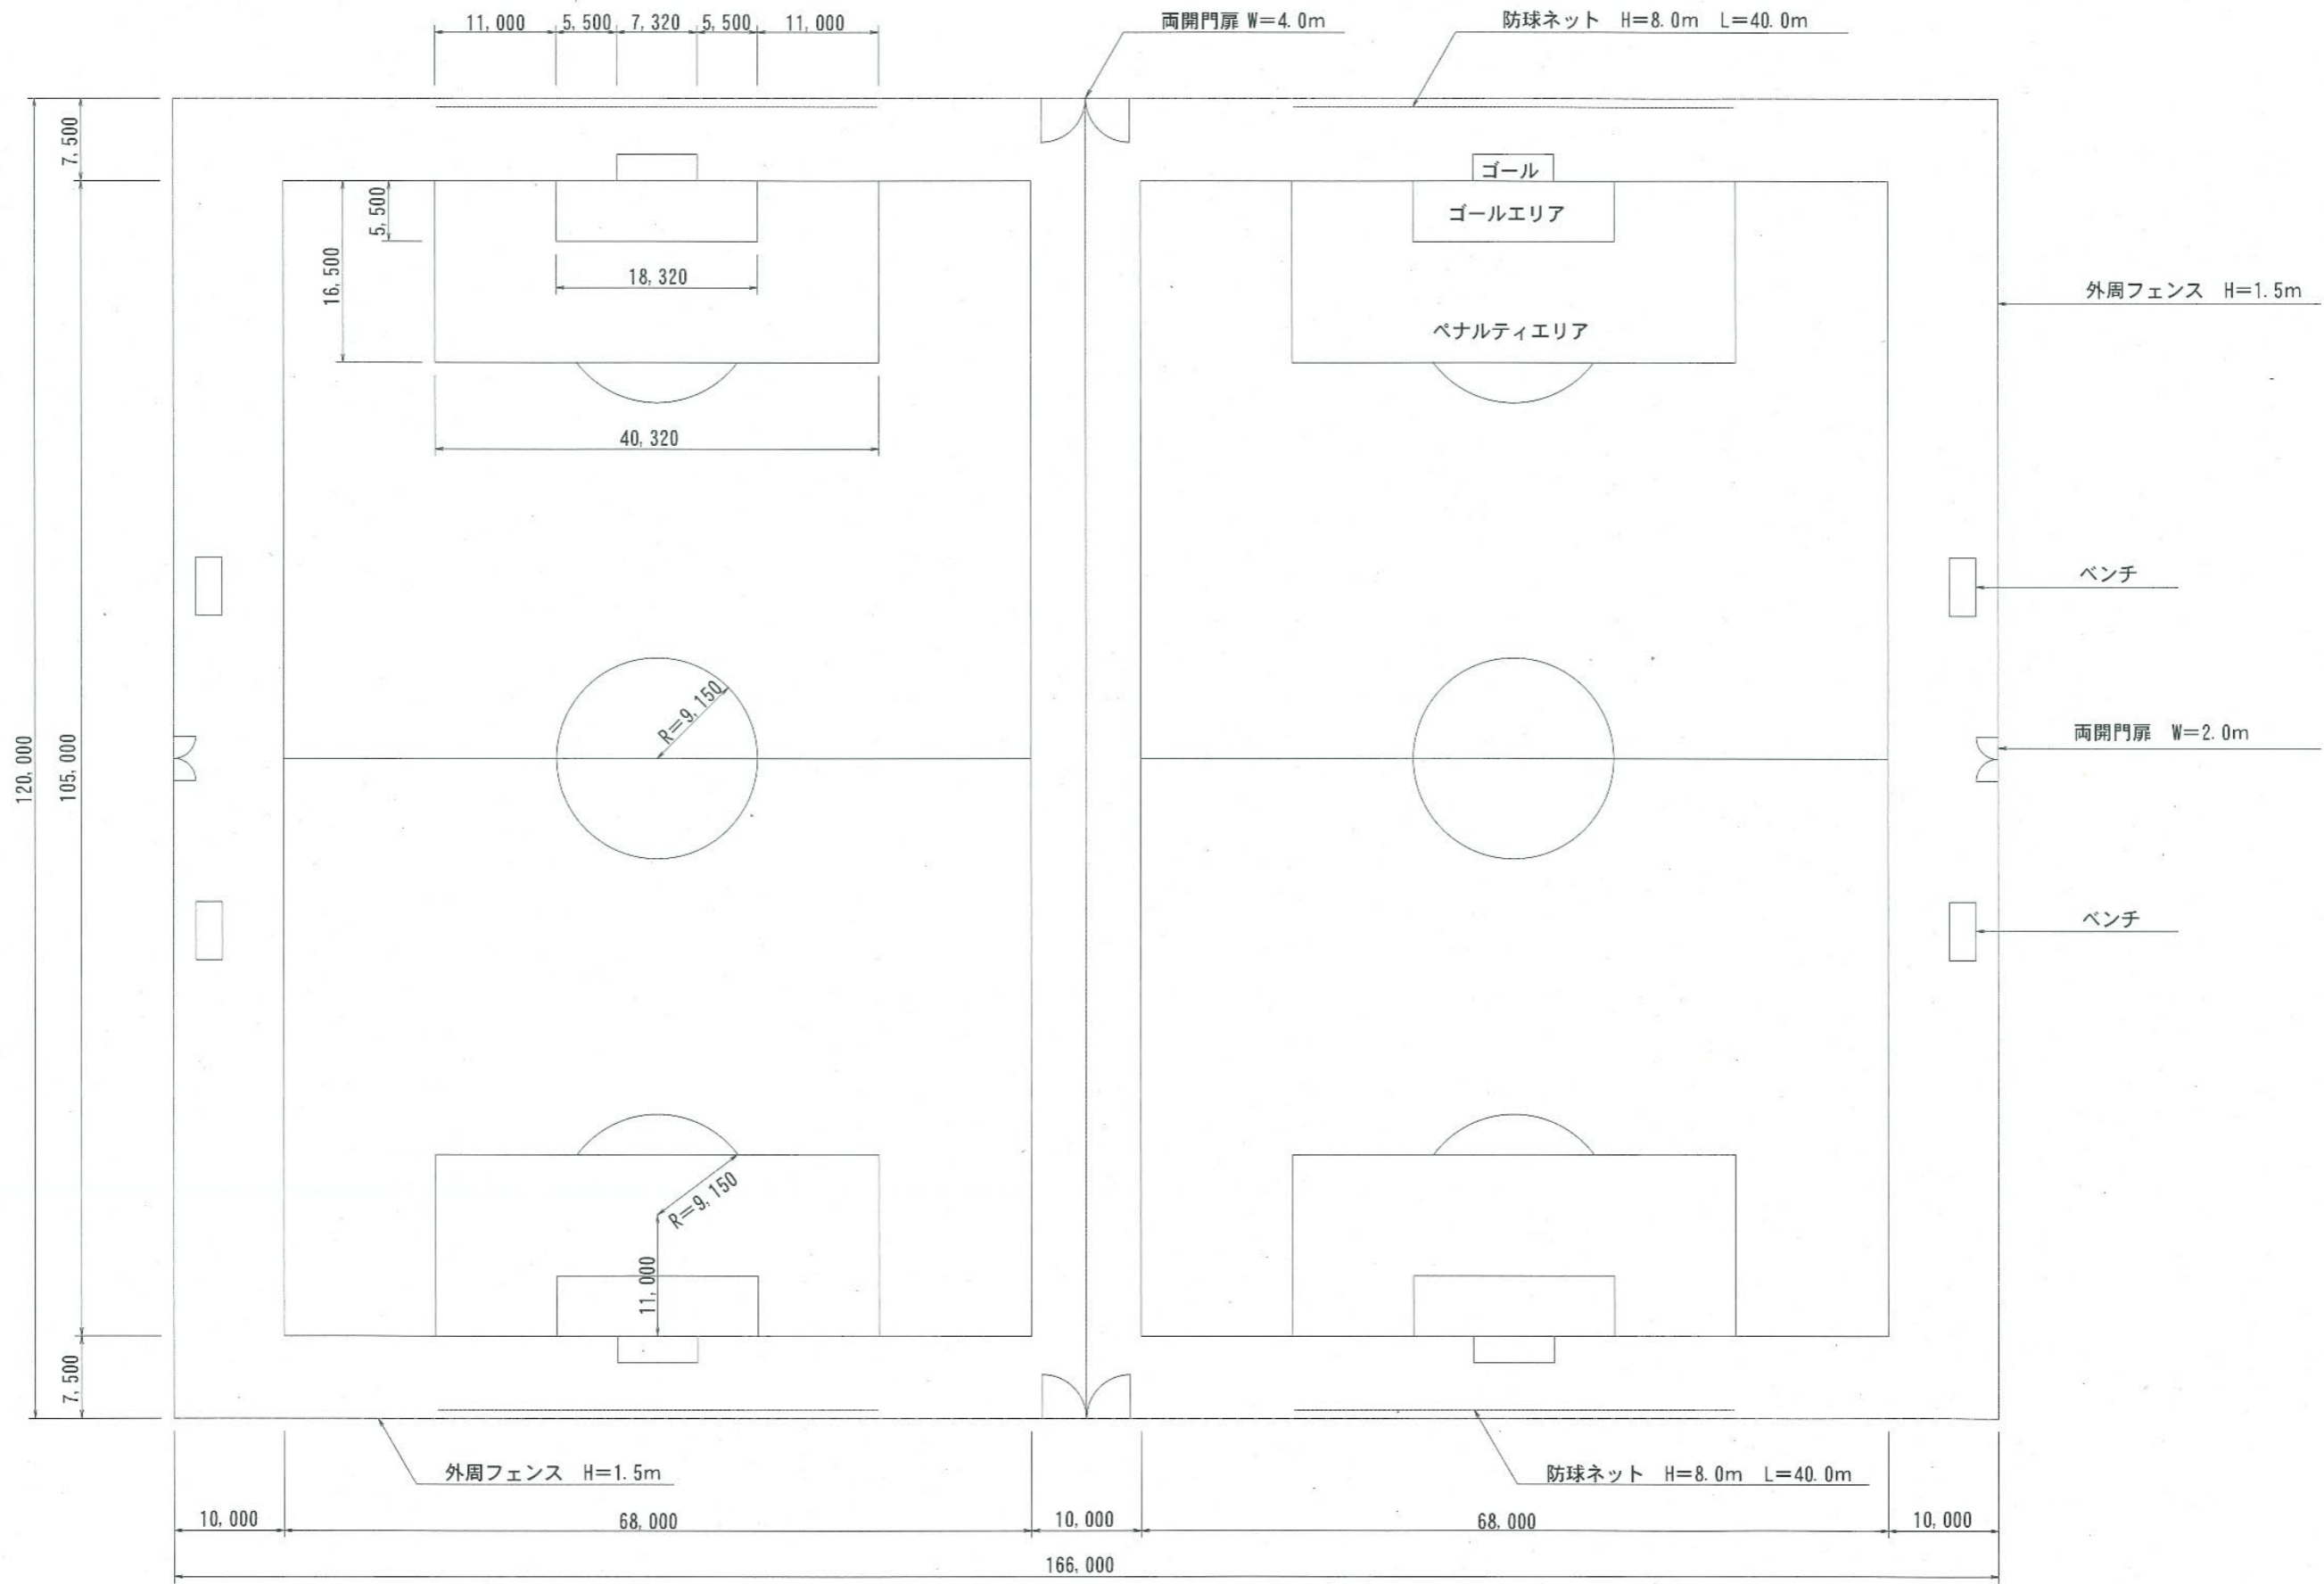 11,000 5,500 7,320 5,500 11,000
両開門扉 W=4.0m
防球ネット H=8.0m L=40.0m
7,500
5,500
16,500
18,320
40,320
ゴール
ゴールエリア
ペナルティエリア
外周フェンス H=1.5m
ベンチ
R=9,150
両開門扉 W=2.0m
120,000
105,000
ベンチ
R=9,150
11,000
7,500
外周フェンス H=1.5m
防球ネット H=8.0m L=40.0m
10,000 68,000 10,000 68,000 10,000
166,000